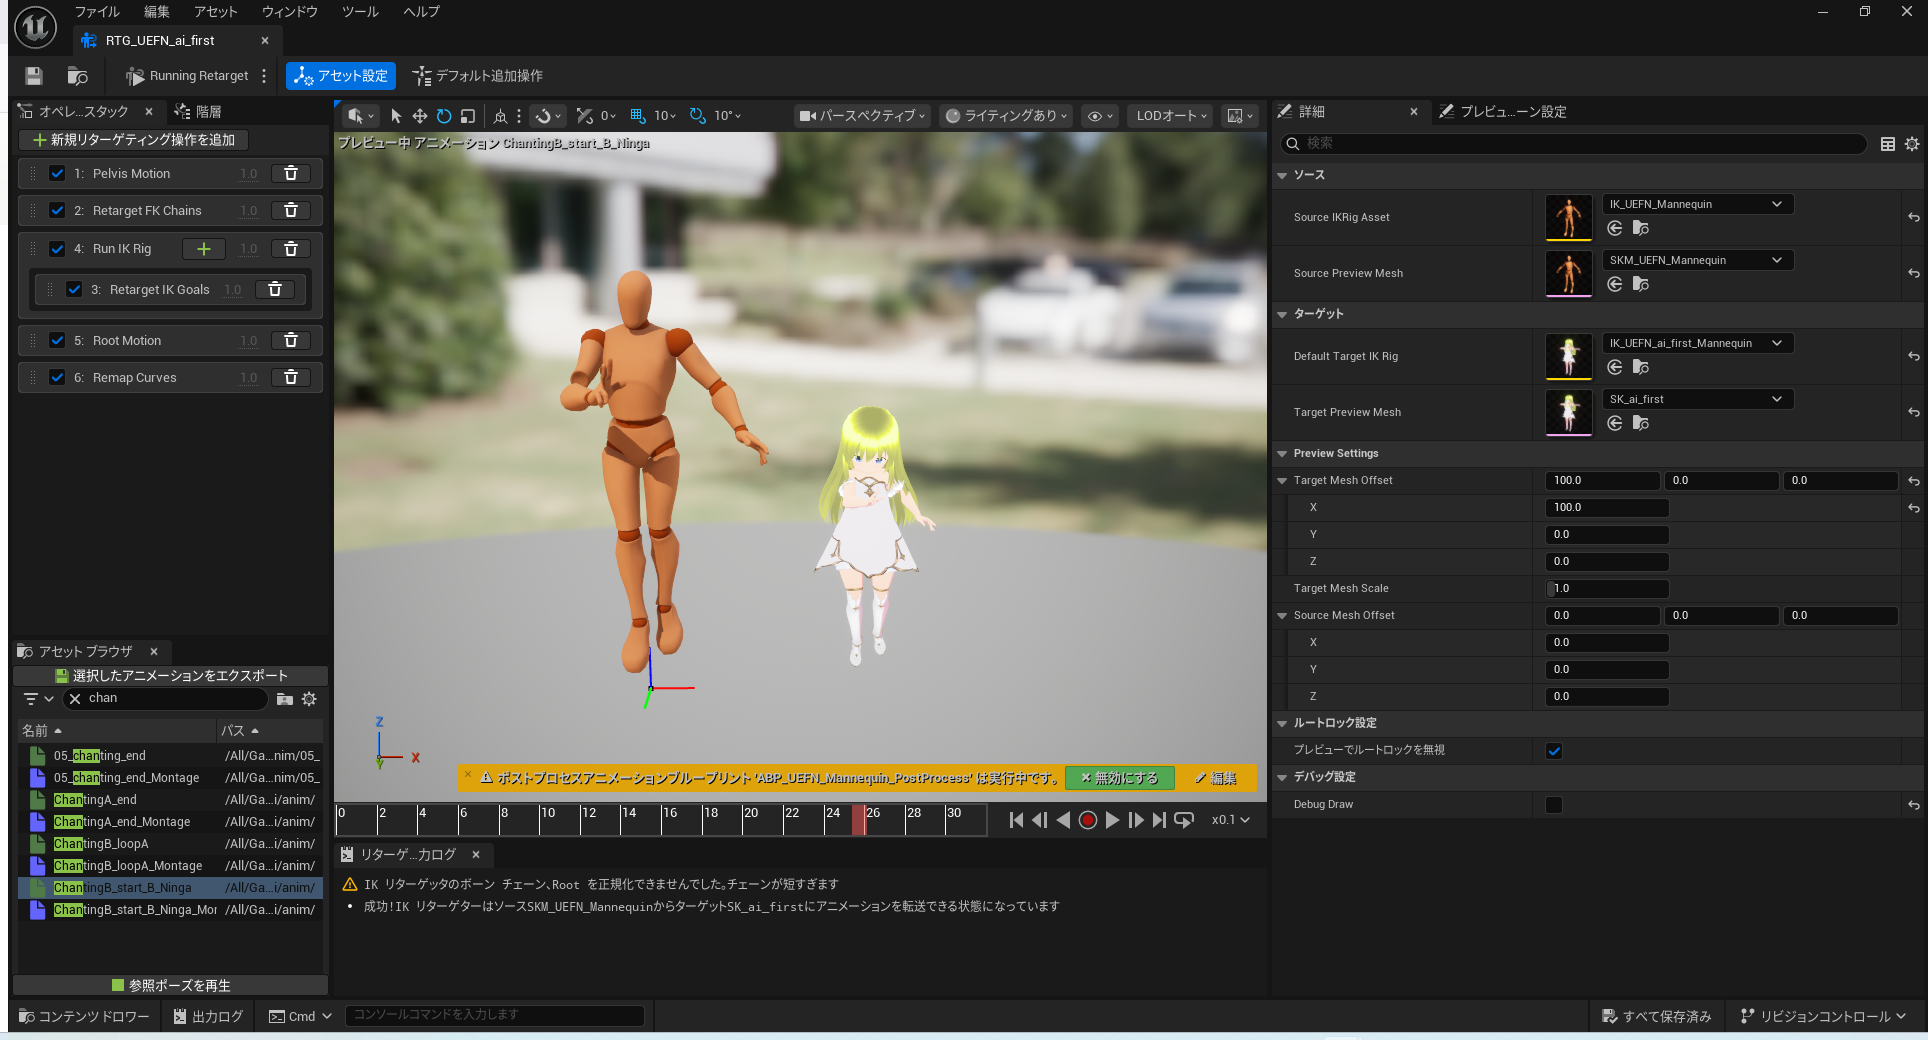 ファイル 編集 アセット ウィンドウ ツール ヘルプ
RTG_UEFN_ai_first
Running Retarget アセット設定 デフォルト追加操作
オペレ...スタック 階層
新規リターゲティング操作を追加
1: Pelvis Motion 1.0
2: Retarget FK Chains 1.0
4: Run IK Rig 1.0
3: Retarget IK Goals 1.0
5: Root Motion 1.0
6: Remap Curves 1.0
アセット ブラウザ
選択したアニメーションをエクスポート
chan
名前 パス
05_chanting_end /All/Ga...nim/05_
05_chanting_end_Montage /All/Ga...nim/05_
ChantingA_end /All/Ga...i/anim/
ChantingA_end_Montage /All/Ga...i/anim/
ChantingB_loopA /All/Ga...i/anim/
ChantingB_loopA_Montage /All/Ga...i/anim/
ChantingB_start_B_Ninga /All/Ga...i/anim/
ChantingB_start_B_Ninga_Mor /All/Ga...i/anim/
参照ポーズを再生
0 10 10° パースペクティブ ライティングあり LODオート
プレビュー中 アニメーション ChantingB_start_B_Ninga
Z
X
Y
ポストプロセスアニメーションブループリント 'ABP_UEFN_Mannequin_PostProcess' は実行中です。 無効にする 編集
0 2 4 6 8 10 12 14 16 18 20 22 24 26 28 30 x0.1
リターゲ...力ログ
IK リターゲッタのボーン チェーン、Root を正規化できませんでした。チェーンが短すぎます
• 成功!IK リターゲターはソースSKM_UEFN_MannequinからターゲットSK_ai_firstにアニメーションを転送できる状態になっています
詳細 プレビュ...ーン設定
検索
ソース
Source IKRig Asset IK_UEFN_Mannequin
Source Preview Mesh SKM_UEFN_Mannequin
ターゲット
Default Target IK Rig IK_UEFN_ai_first_Mannequin
Target Preview Mesh SK_ai_first
Preview Settings
Target Mesh Offset 100.0 0.0 0.0
X 100.0
Y 0.0
Z 0.0
Target Mesh Scale 1.0
Source Mesh Offset 0.0 0.0 0.0
X 0.0
Y 0.0
Z 0.0
ルートロック設定
プレビューでルートロックを無視
デバッグ設定
Debug Draw
コンテンツ ドロワー 出力ログ Cmd コンソールコマンドを入力します すべて保存済み リビジョンコントロール